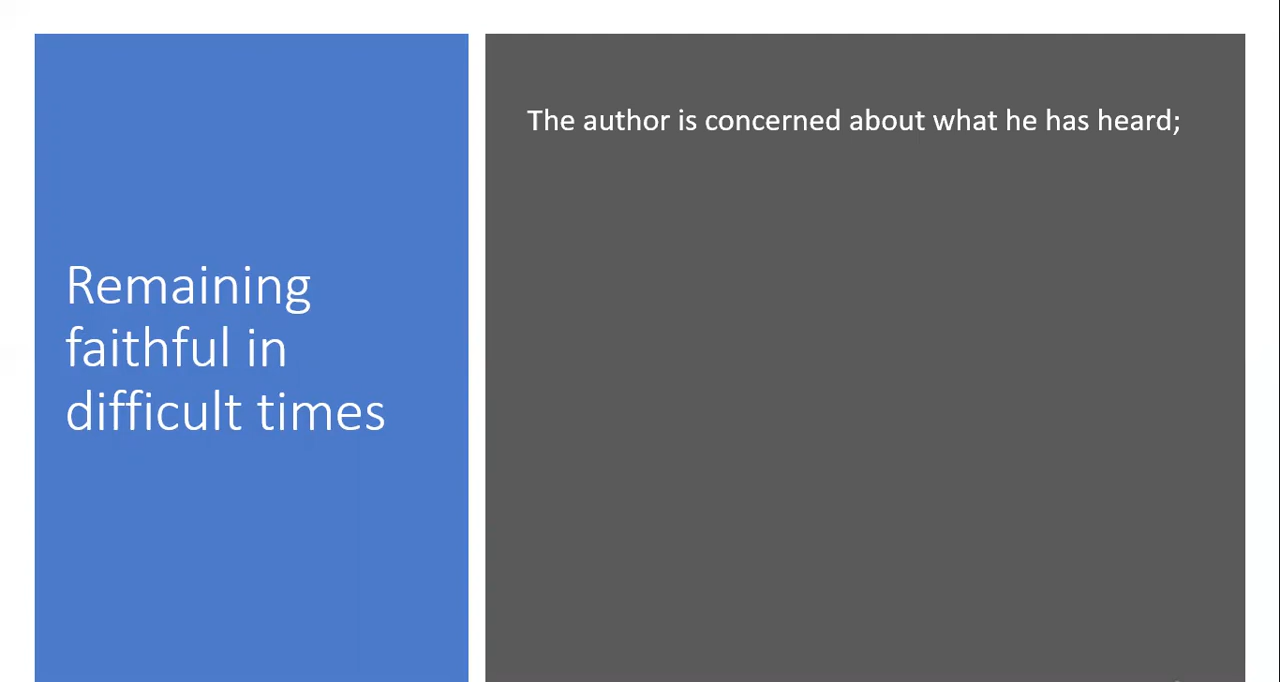 Remaining
faithful in
difficult times
The author is concerned about what he has heard;